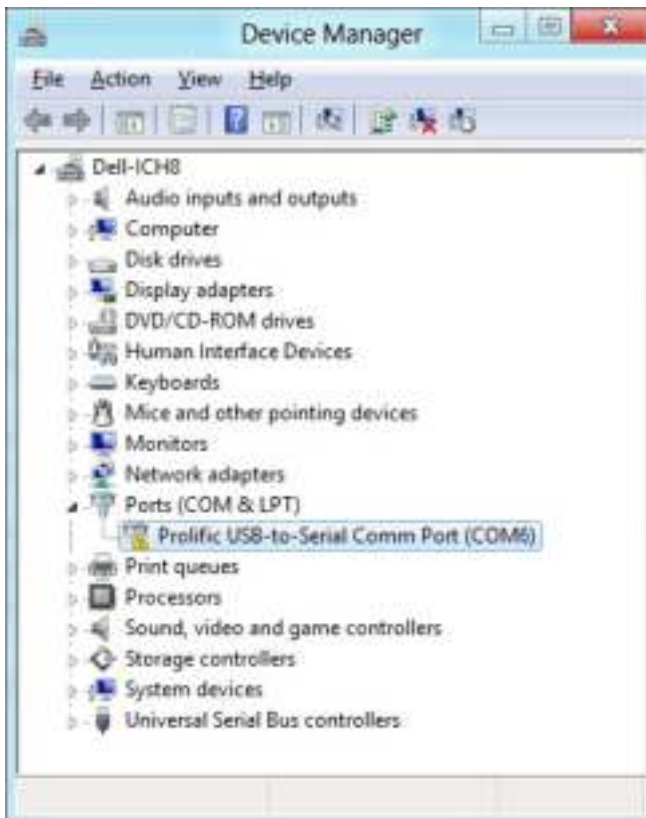 Device Manager
File Action View Help
Dell-ICH8
Audio inputs and outputs
Computer
Disk drives
Display adapters
DVD/CD-ROM drives
Human Interface Devices
Keyboards
Mice and other pointing devices
Monitors
Network adapters
Ports (COM & LPT)
Prolific USB-to-Serial Comm Port (COM6)
Print queues
Processors
Sound, video and game controllers
Storage controllers
System devices
Universal Serial Bus controllers